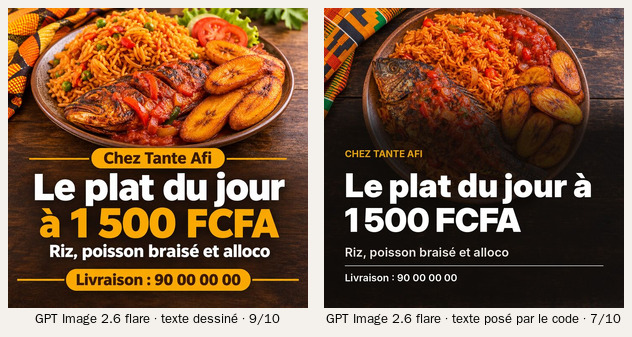 Chez Tante Afi
Le plat du jour
à 1 500 FCFA
Riz, poisson braisé et alloco
Livraison : 90 00 00 00
GPT Image 2.6 flare · texte dessiné · 9/10
CHEZ TANTE AFI
Le plat du jour à
1 500 FCFA
Riz, poisson braisé et alloco
Livraison : 90 00 00 00
GPT Image 2.6 flare · texte posé par le code · 7/10